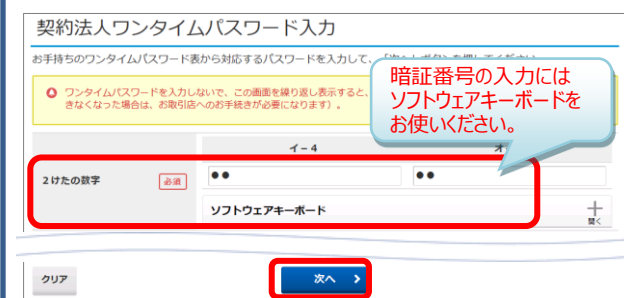 契約法人ワンタイムパスワード入力
お手持ちのワンタイムパスワード表から対応するパスワードを入力して、
ワンタイムパスワードを入力しないで、この画面を繰り返し表示すると、
きなくなった場合は、お取引店へのお手続きが必要になります）。
暗証番号の入力には
ソフトウェアキーボードを
お使いください。
イ－4
オ
2けたの数字
必須
●●
●●
ソフトウェアキーボード
開く
クリア
次へ